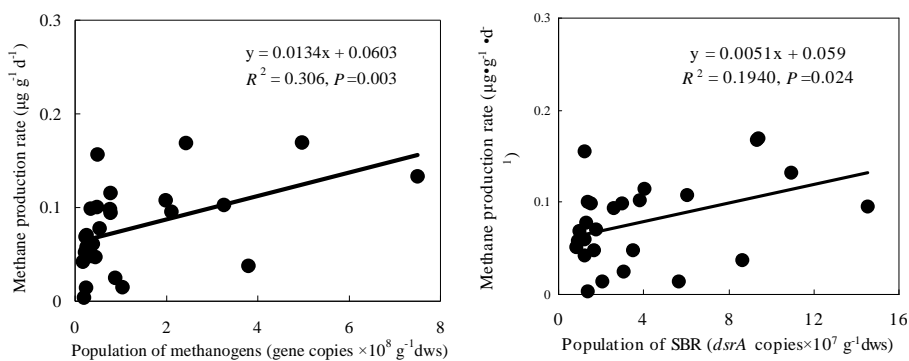 0.3
0.2
0.1
0
0
2
4
6
8
Methane production rate (µg g⁻¹ d⁻¹)
y = 0.0134x + 0.0603
R² = 0.306, P=0.003
Population of methanogens (gene copies ×10⁸ g⁻¹dws)
0.3
0.2
0.1
0
0
4
8
12
16
Methane production rate (µg•g⁻¹ •d⁻
¹)
y = 0.0051x + 0.059
R² = 0.1940, P=0.024
Population of SBR (dsrA copies×10⁷ g⁻¹dws)